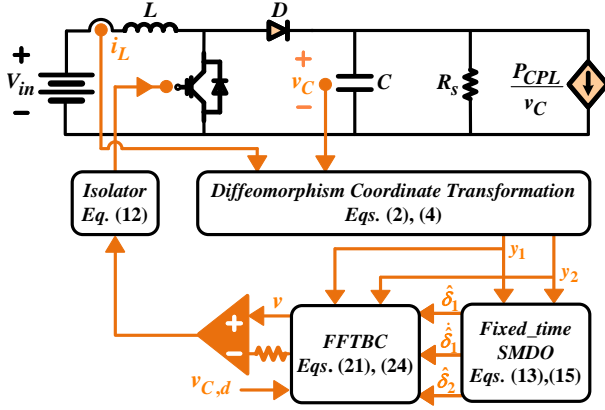 L
D
+
i_L
V_in
−
+
v_C
−
C
R_s
P_CPL
v_C
Isolator
Eq. (12)
Diffeomorphism Coordinate Transformation
Eqs. (2), (4)
y_1
y_2
v
+
−
v_{C,d}
FFTBC
Eqs. (21), (24)
δ̂_1
δ̂̇_1
δ̂_2
Fixed_time
SMDO
Eqs. (13),(15)